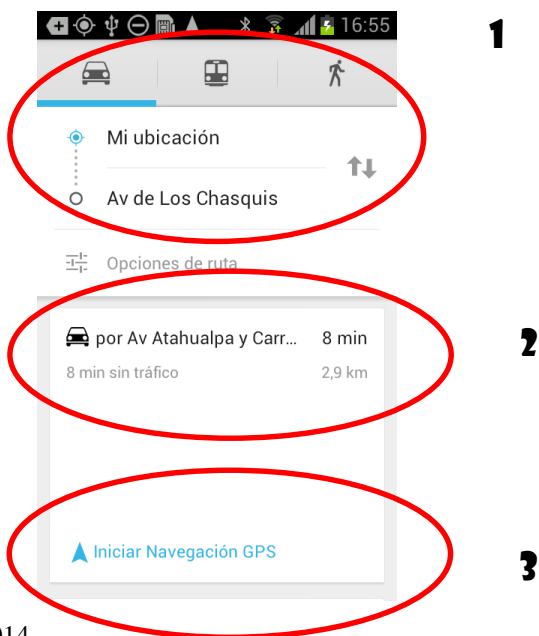 16:55
1
Mi ubicación
Av de Los Chasquis
Opciones de ruta
por Av Atahualpa y Carr... 8 min
2
8 min sin tráfico 2,9 km
Iniciar Navegación GPS
3
014